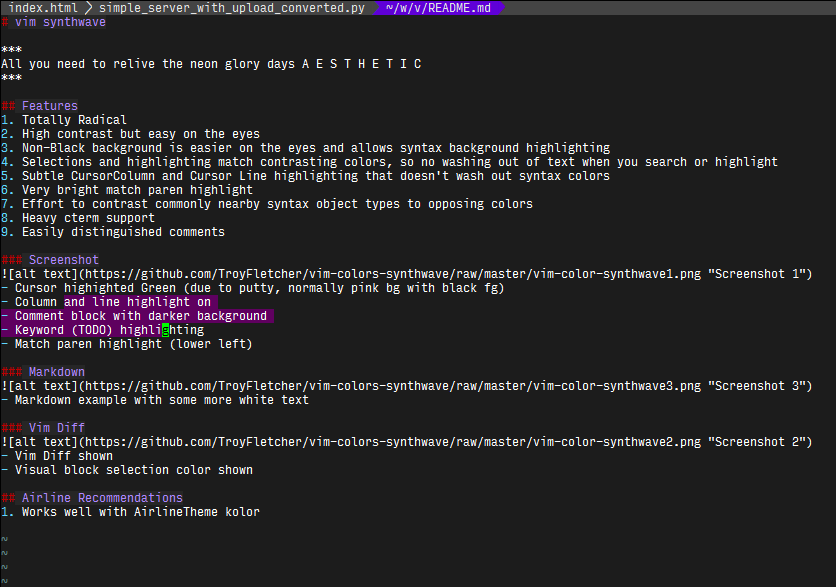 index.html > simple_server_with_upload_converted.py ~/w/v/README.md
# vim synthwave
***
All you need to relive the neon glory days A E S T H E T I C
***
## Features
1. Totally Radical
2. High contrast but easy on the eyes
3. Non-Black background is easier on the eyes and allows syntax background highlighting
4. Selections and highlighting match contrasting colors, so no washing out of text when you search or highlight
5. Subtle CursorColumn and Cursor Line highlighting that doesn't wash out syntax colors
6. Very bright match paren highlight
7. Effort to contrast commonly nearby syntax object types to opposing colors
8. Heavy cterm support
9. Easily distinguished comments
### Screenshot
![alt text](https://github.com/TroyFletcher/vim-colors-synthwave/raw/master/vim-color-synthwave1.png "Screenshot 1")
- Cursor highighted Green (due to putty, normally pink bg with black fg)
- Column and line highlight on
- Comment block with darker background
- Keyword (TODO) highlighting
- Match paren highlight (lower left)
### Markdown
![alt text](https://github.com/TroyFletcher/vim-colors-synthwave/raw/master/vim-color-synthwave3.png "Screenshot 3")
- Markdown example with some more white text
### Vim Diff
![alt text](https://github.com/TroyFletcher/vim-colors-synthwave/raw/master/vim-color-synthwave2.png "Screenshot 2")
- Vim Diff shown
- Visual block selection color shown
## Airline Recommendations
1. Works well with AirlineTheme kolor
~
~
~
~